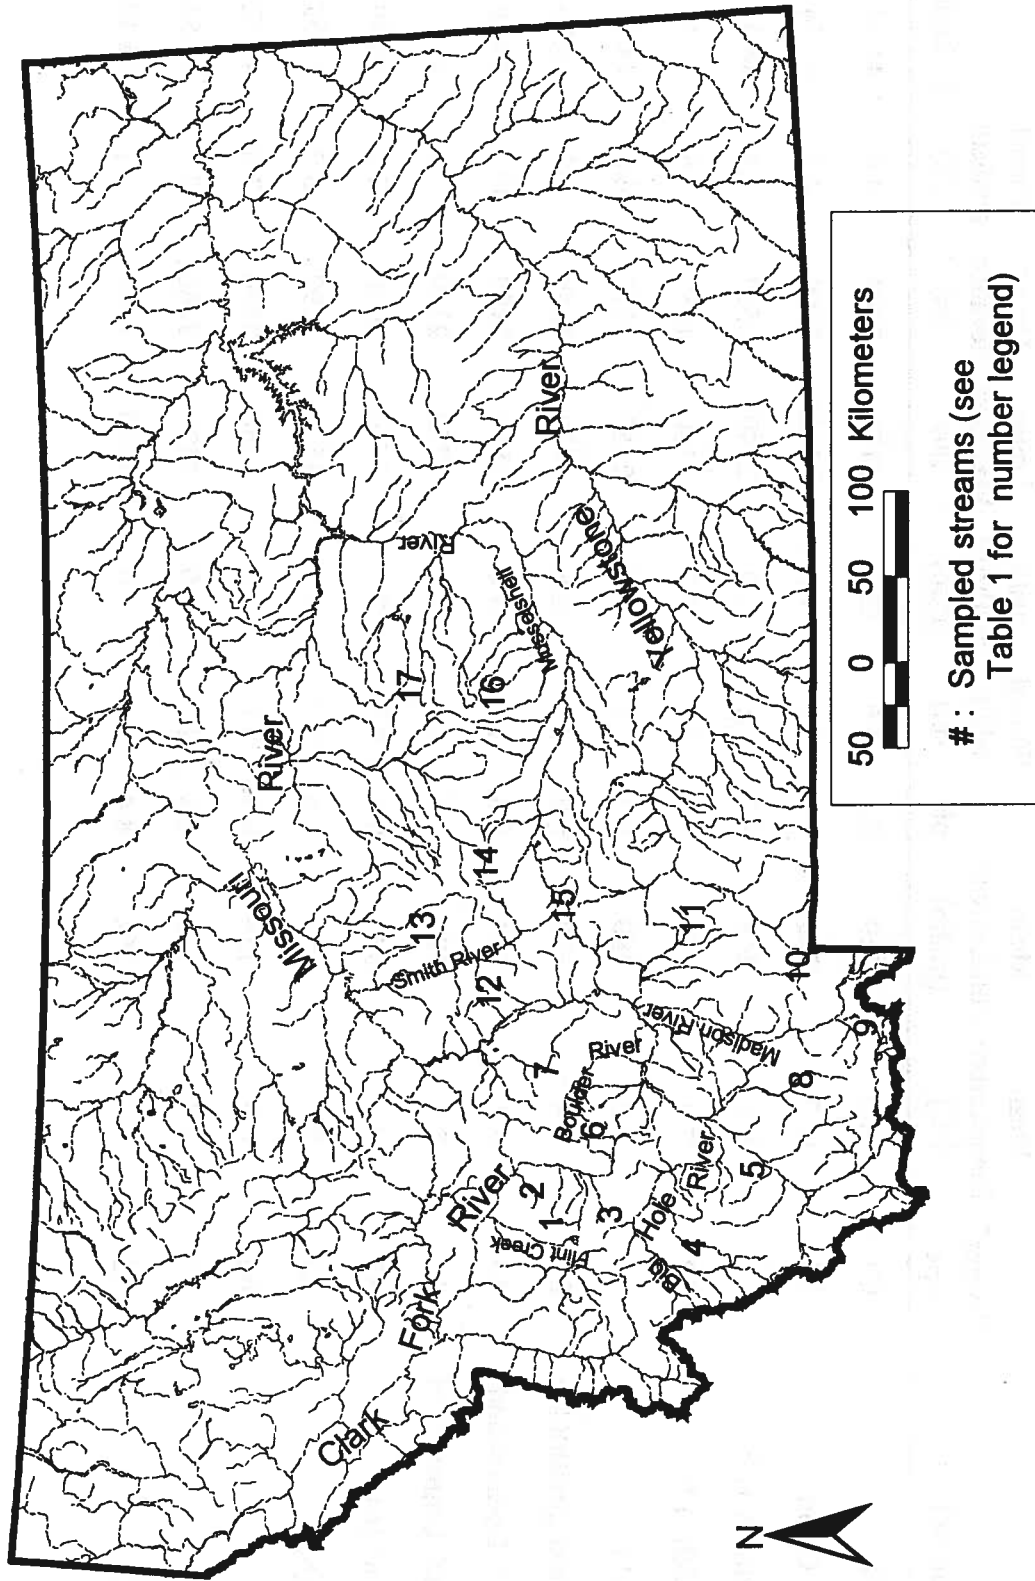 Missouri
River
Clark
Fork
River
Flint Creek
Big
Hole
River
Boulder
River
Madison River
Smith River
Musselshell
River
Yellowstone
River
1
2
3
4
5
6
7
8
9
10
11
12
13
14
15
16
17
N
50 0 50 100 Kilometers
# : Sampled streams (see
Table 1 for number legend)